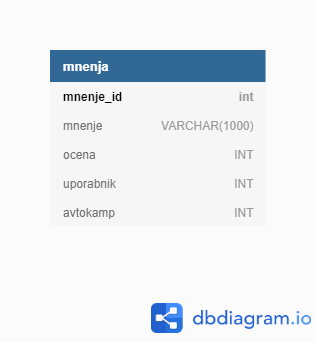 mnenja
mnenje_id int
mnenje VARCHAR(1000)
ocena INT
uporabnik INT
avtokamp INT
dbdiagram.io